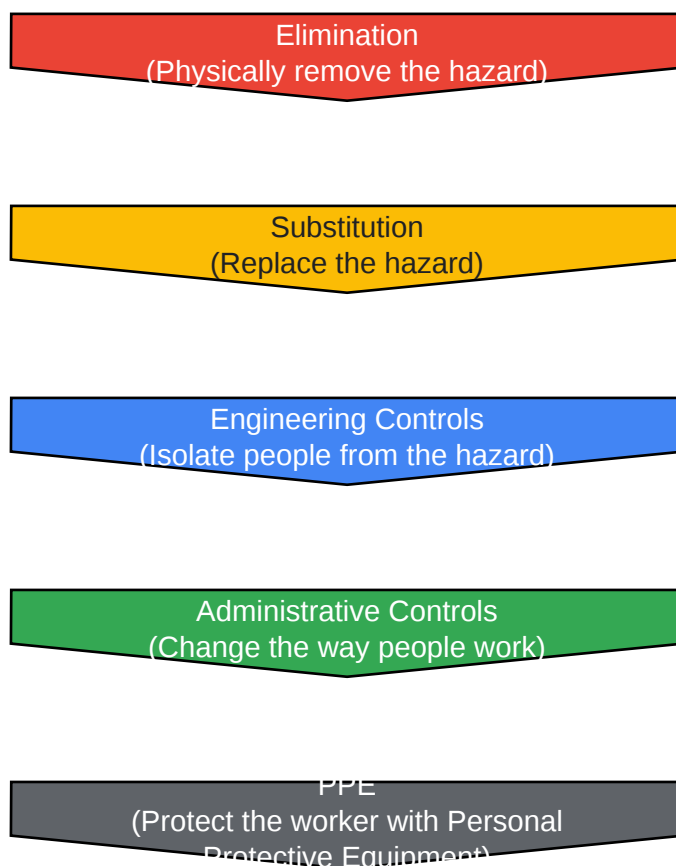 Elimination
(Physically remove the hazard)
Substitution
(Replace the hazard)
Engineering Controls
(Isolate people from the hazard)
Administrative Controls
(Change the way people work)
PPE
(Protect the worker with Personal
Protective Equipment)